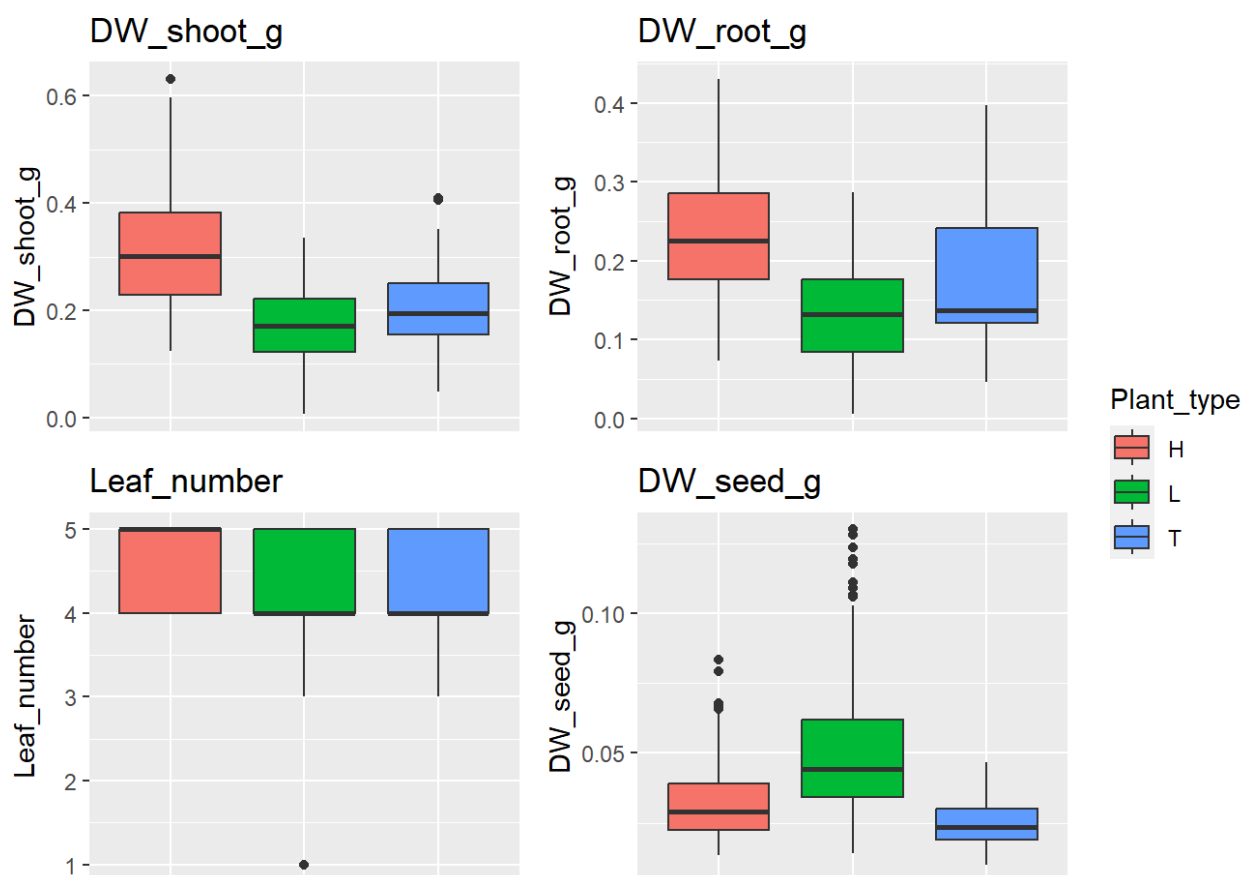 DW_shoot_g
DW_shoot_g
0.6
0.4
0.2
0.0
DW_root_g
DW_root_g
0.4
0.3
0.2
0.1
0.0
Leaf_number
Leaf_number
5
4
3
2
1
DW_seed_g
DW_seed_g
0.10
0.05
Plant_type
H
L
T